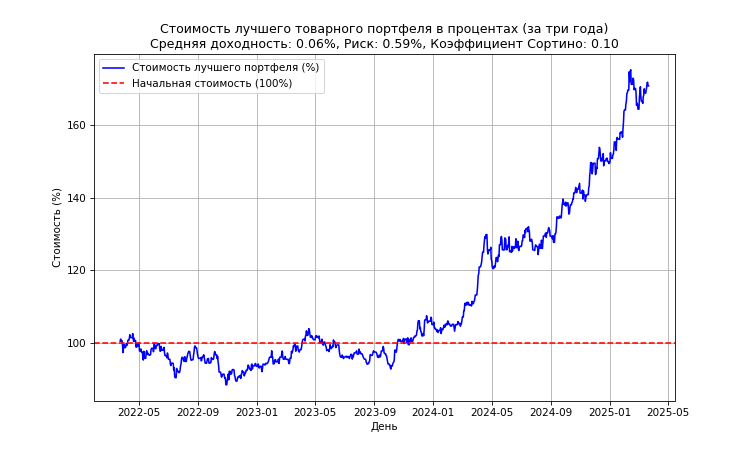 Стоимость лучшего товарного портфеля в процентах (за три года)
Средняя доходность: 0.06%, Риск: 0.59%, Коэффициент Сортино: 0.10
Стоимость лучшего портфеля (%)
Начальная стоимость (100%)
Стоимость (%)
160
140
120
100
2022-05 2022-09 2023-01 2023-05 2023-09 2024-01 2024-05 2024-09 2025-01 2025-05
День